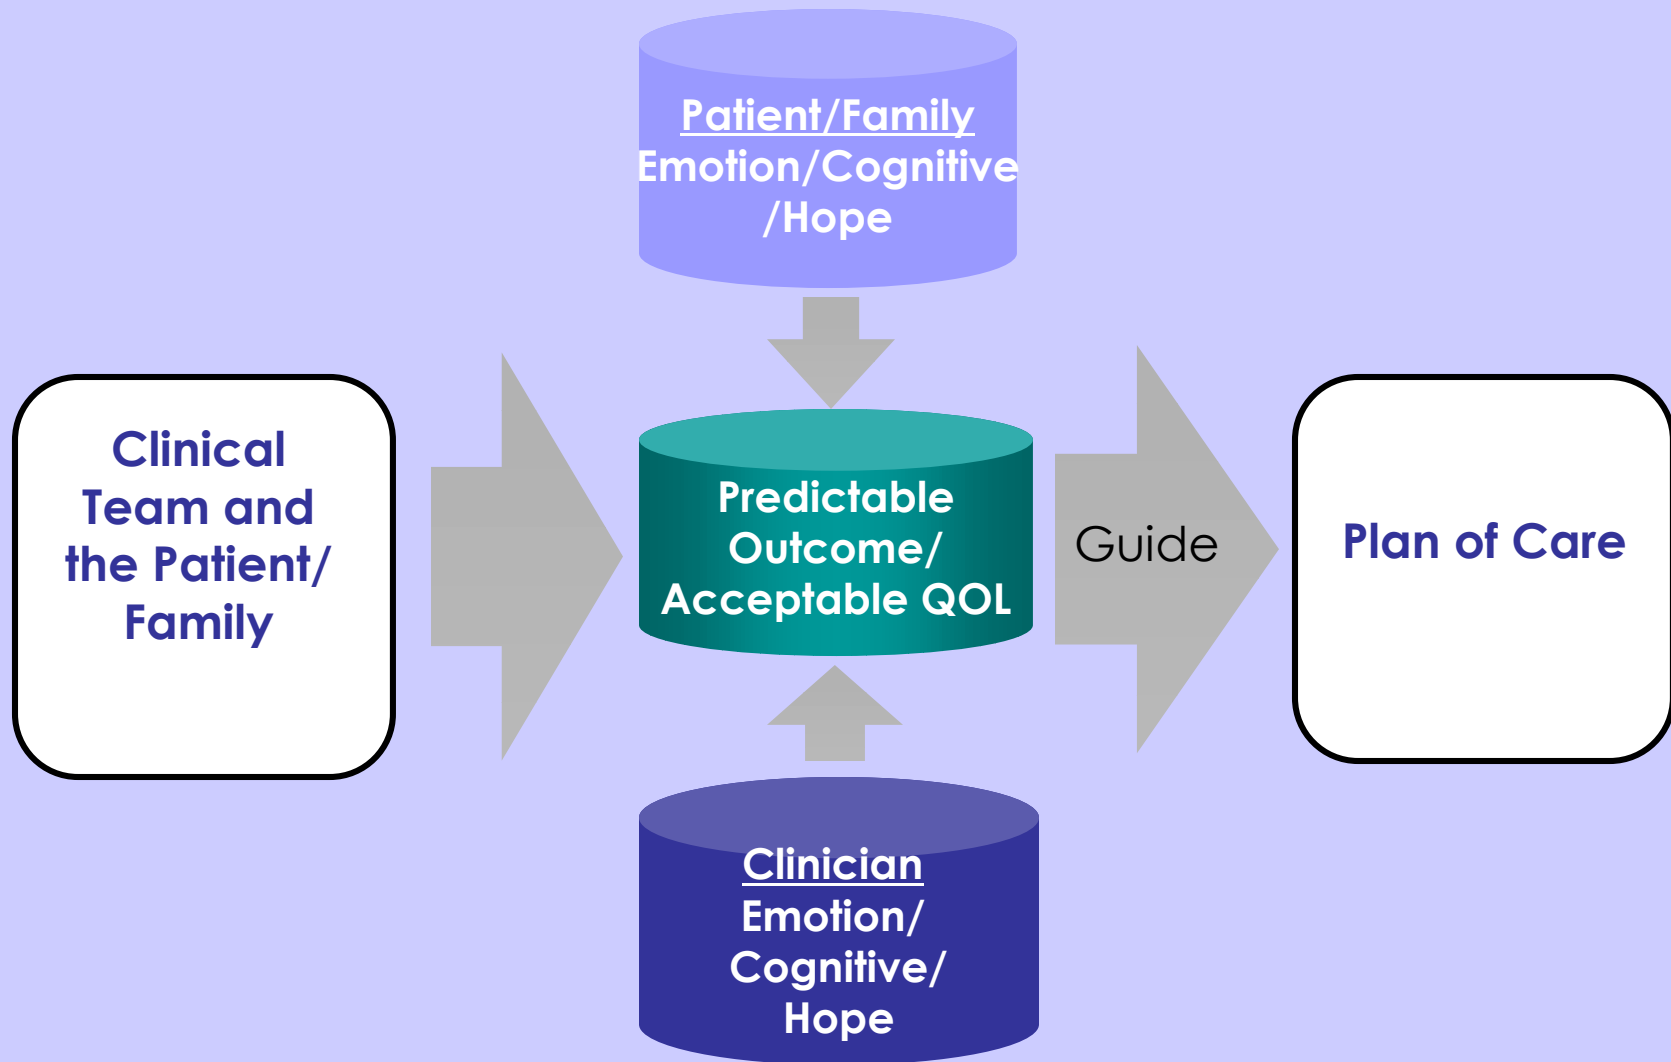 Patient/Family
Emotion/Cognitive
/Hope
Clinical
Team and
the Patient/
Family
Predictable
Outcome/
Acceptable QOL
Guide
Plan of Care
Clinician
Emotion/
Cognitive/
Hope